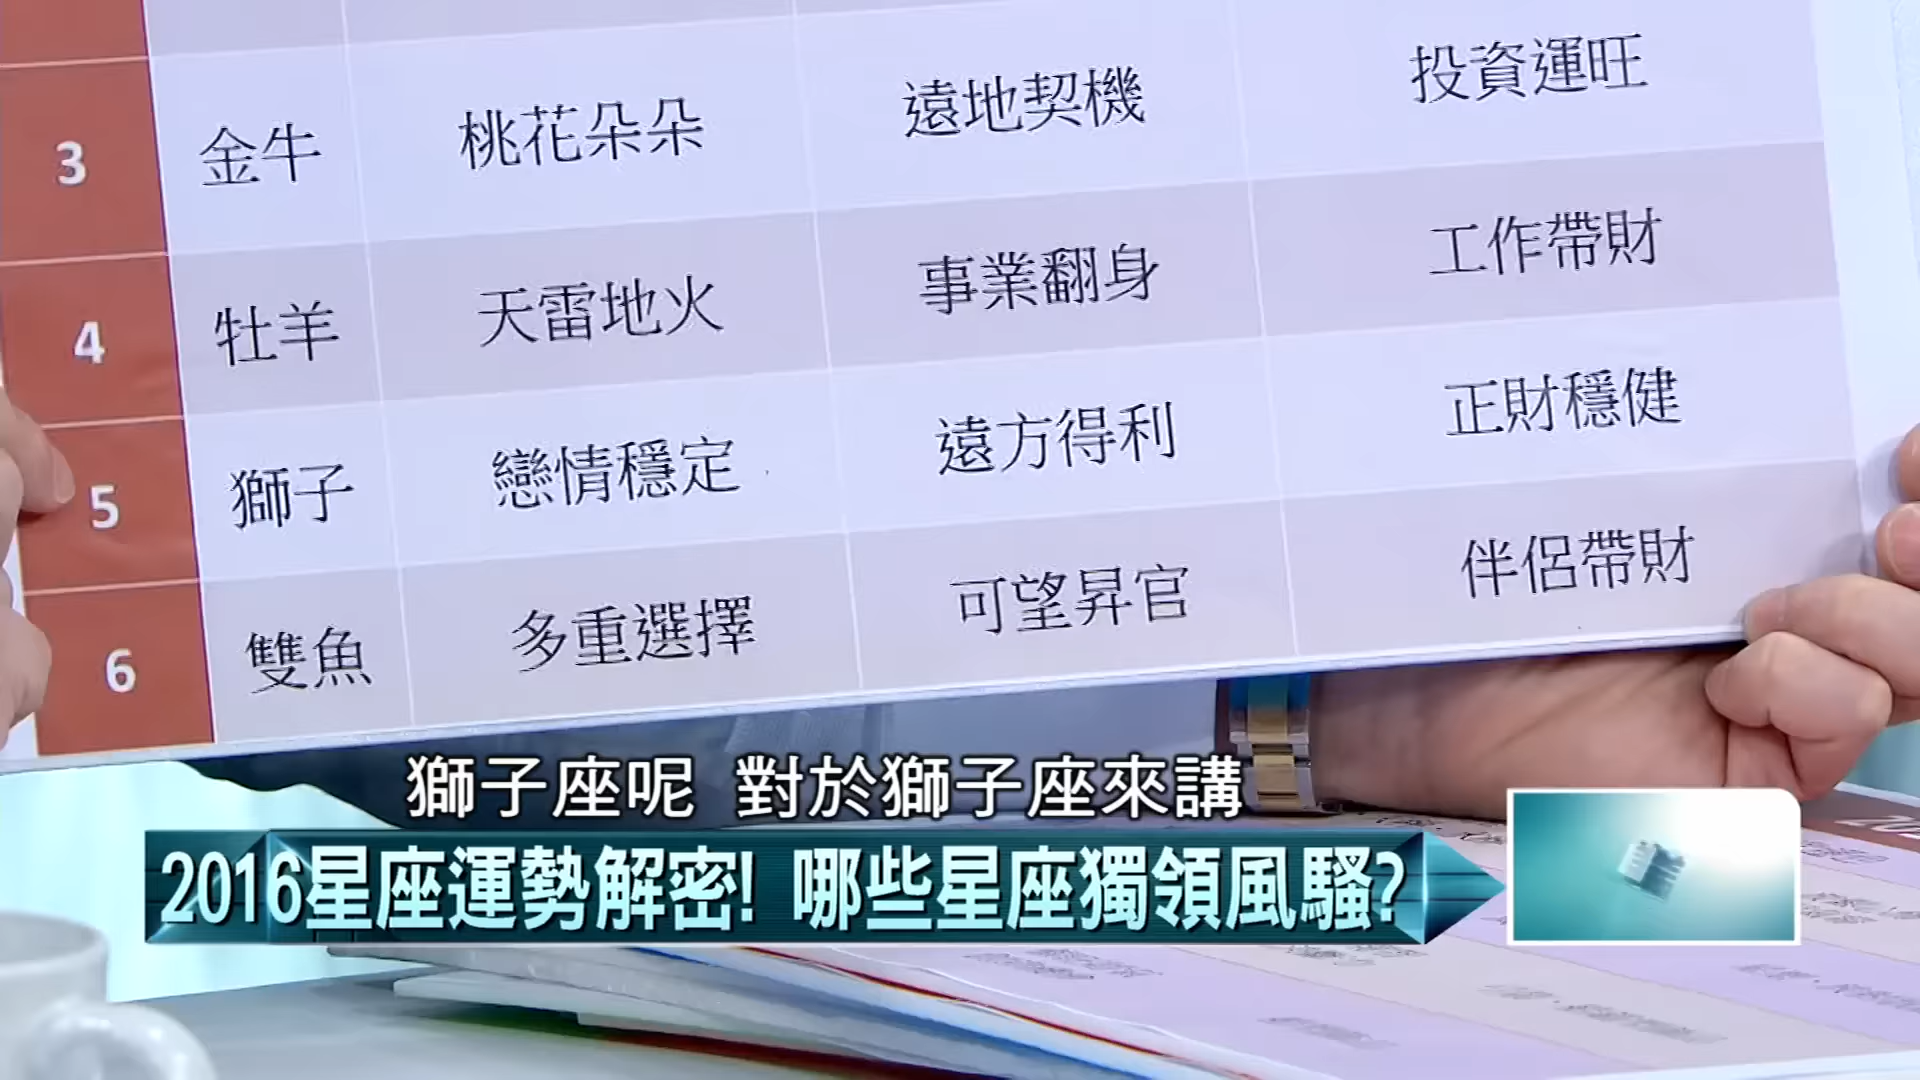 3 金牛 桃花朵朵 遠地契機 投資運旺
4 牡羊 天雷地火 事業翻身 工作帶財
5 獅子 戀情穩定 遠方得利 正財穩健
6 雙魚 多重選擇 可望昇官 伴侶帶財
獅子座呢 對於獅子座來講
2016星座運勢解密! 哪些星座獨領風騷?